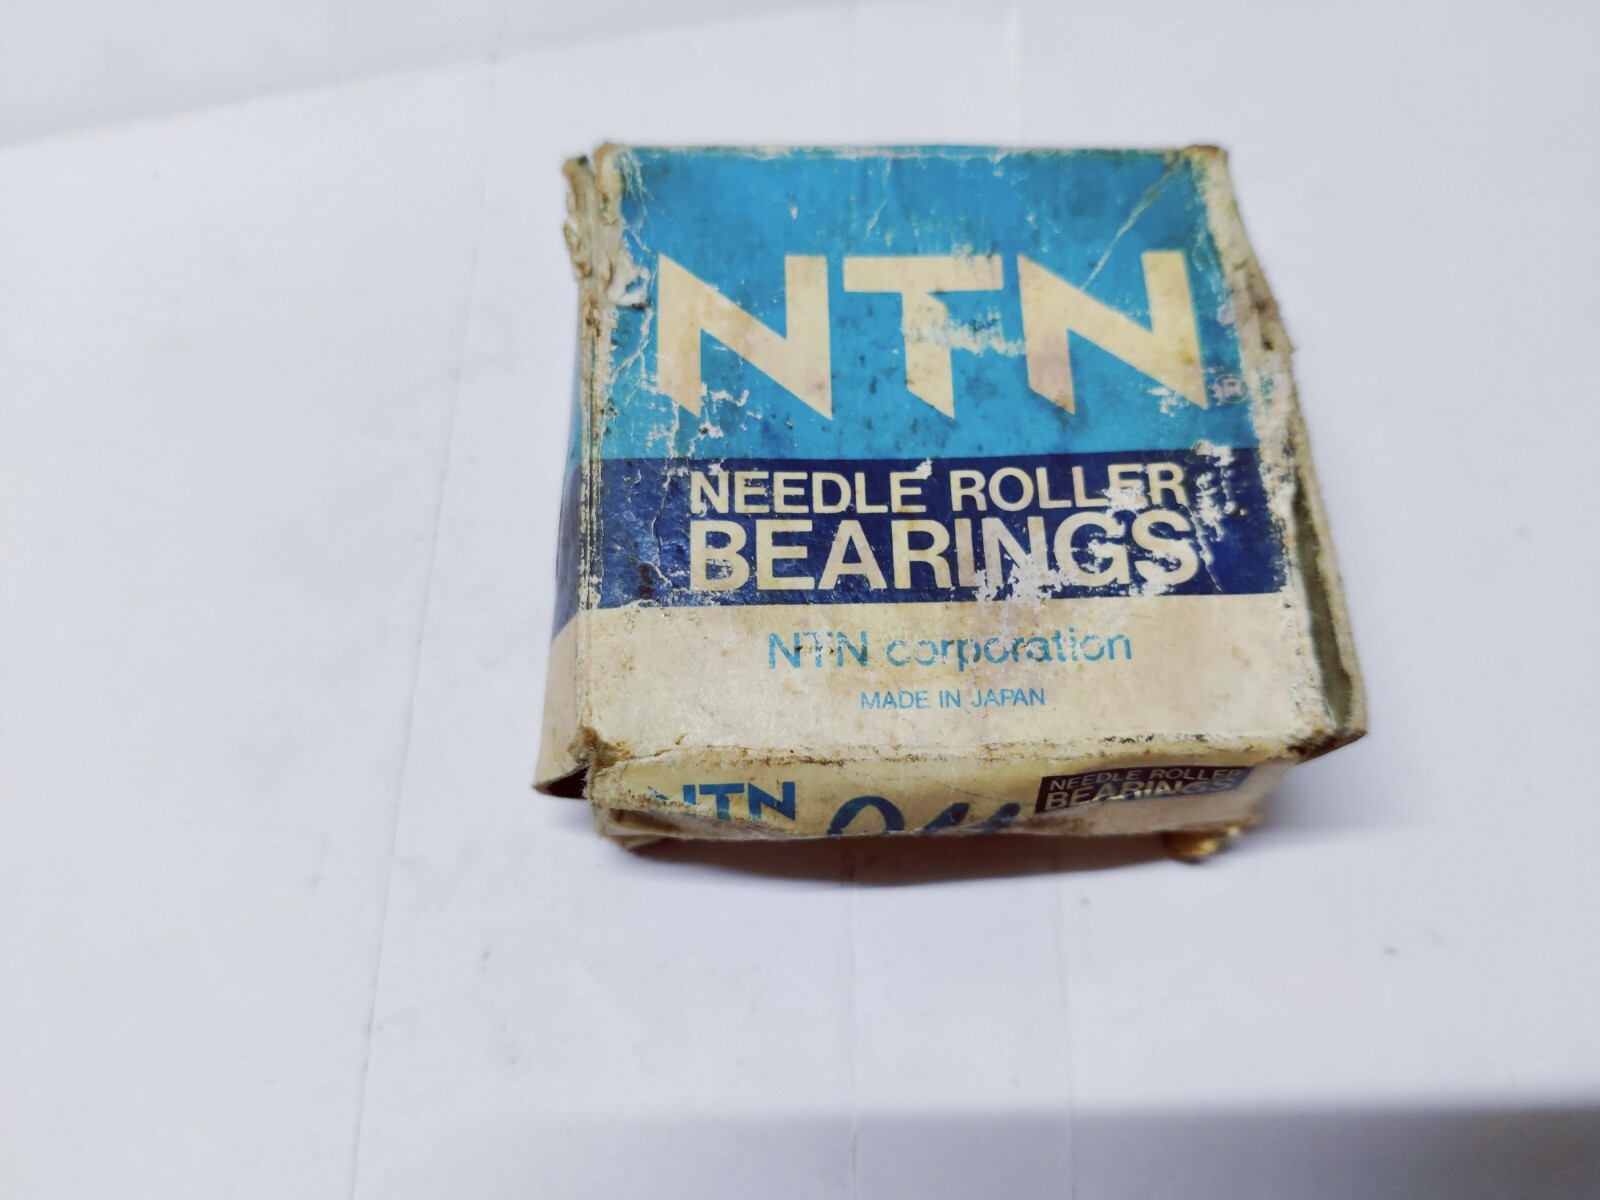 NTN
®
NEEDLE ROLLER
BEARINGS
NTN corporation
MADE IN JAPAN
NTN
NEEDLE ROLLER
BEARINGS